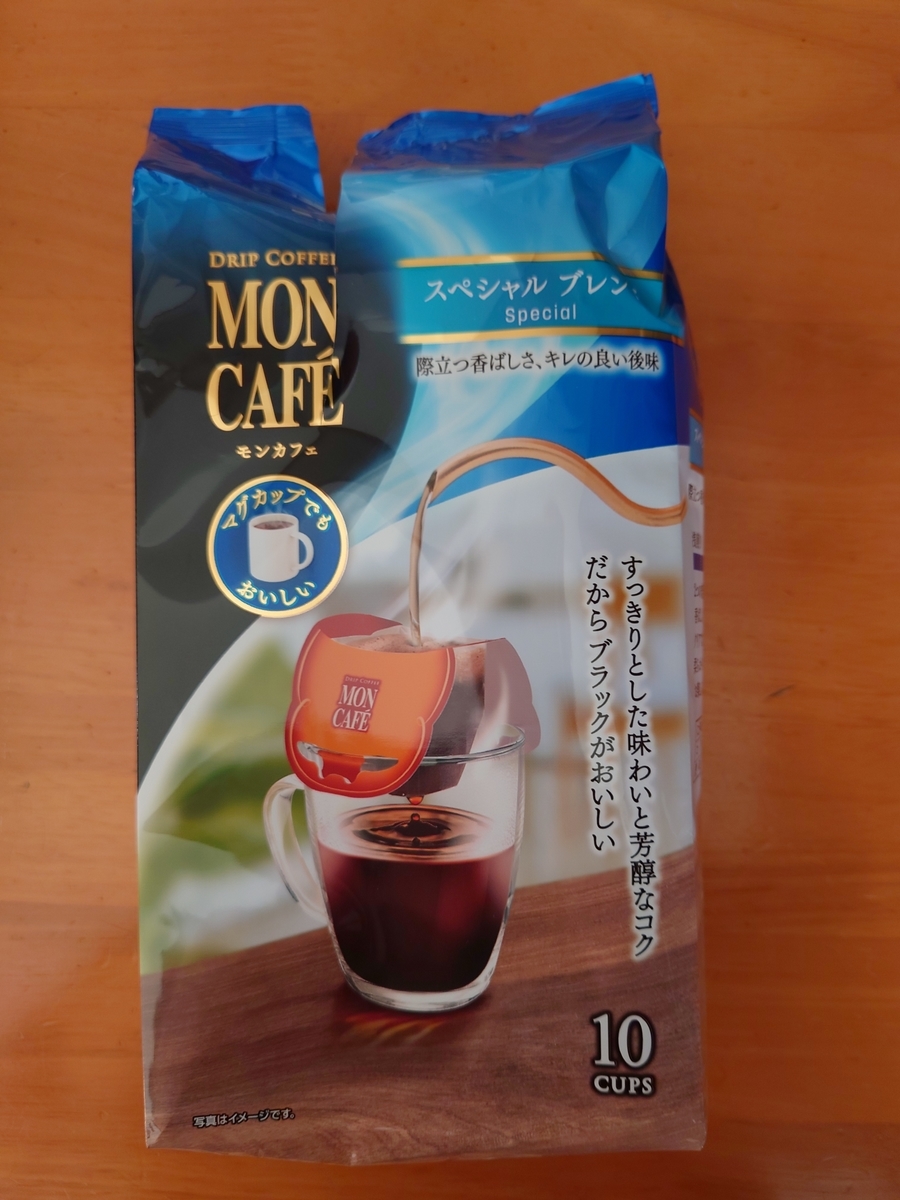 DRIP COFFEE
MON
CAFÉ
モンカフェ
マグカップでも
おいしい
スペシャル ブレン
Special
際立つ香ばしさ、キレの良い後味
すっきりとした味わいと芳醇なコク
だから ブラックがおいしい
DRIP COFFEE
MON
CAFÉ
10
CUPS
写真はイメージです。